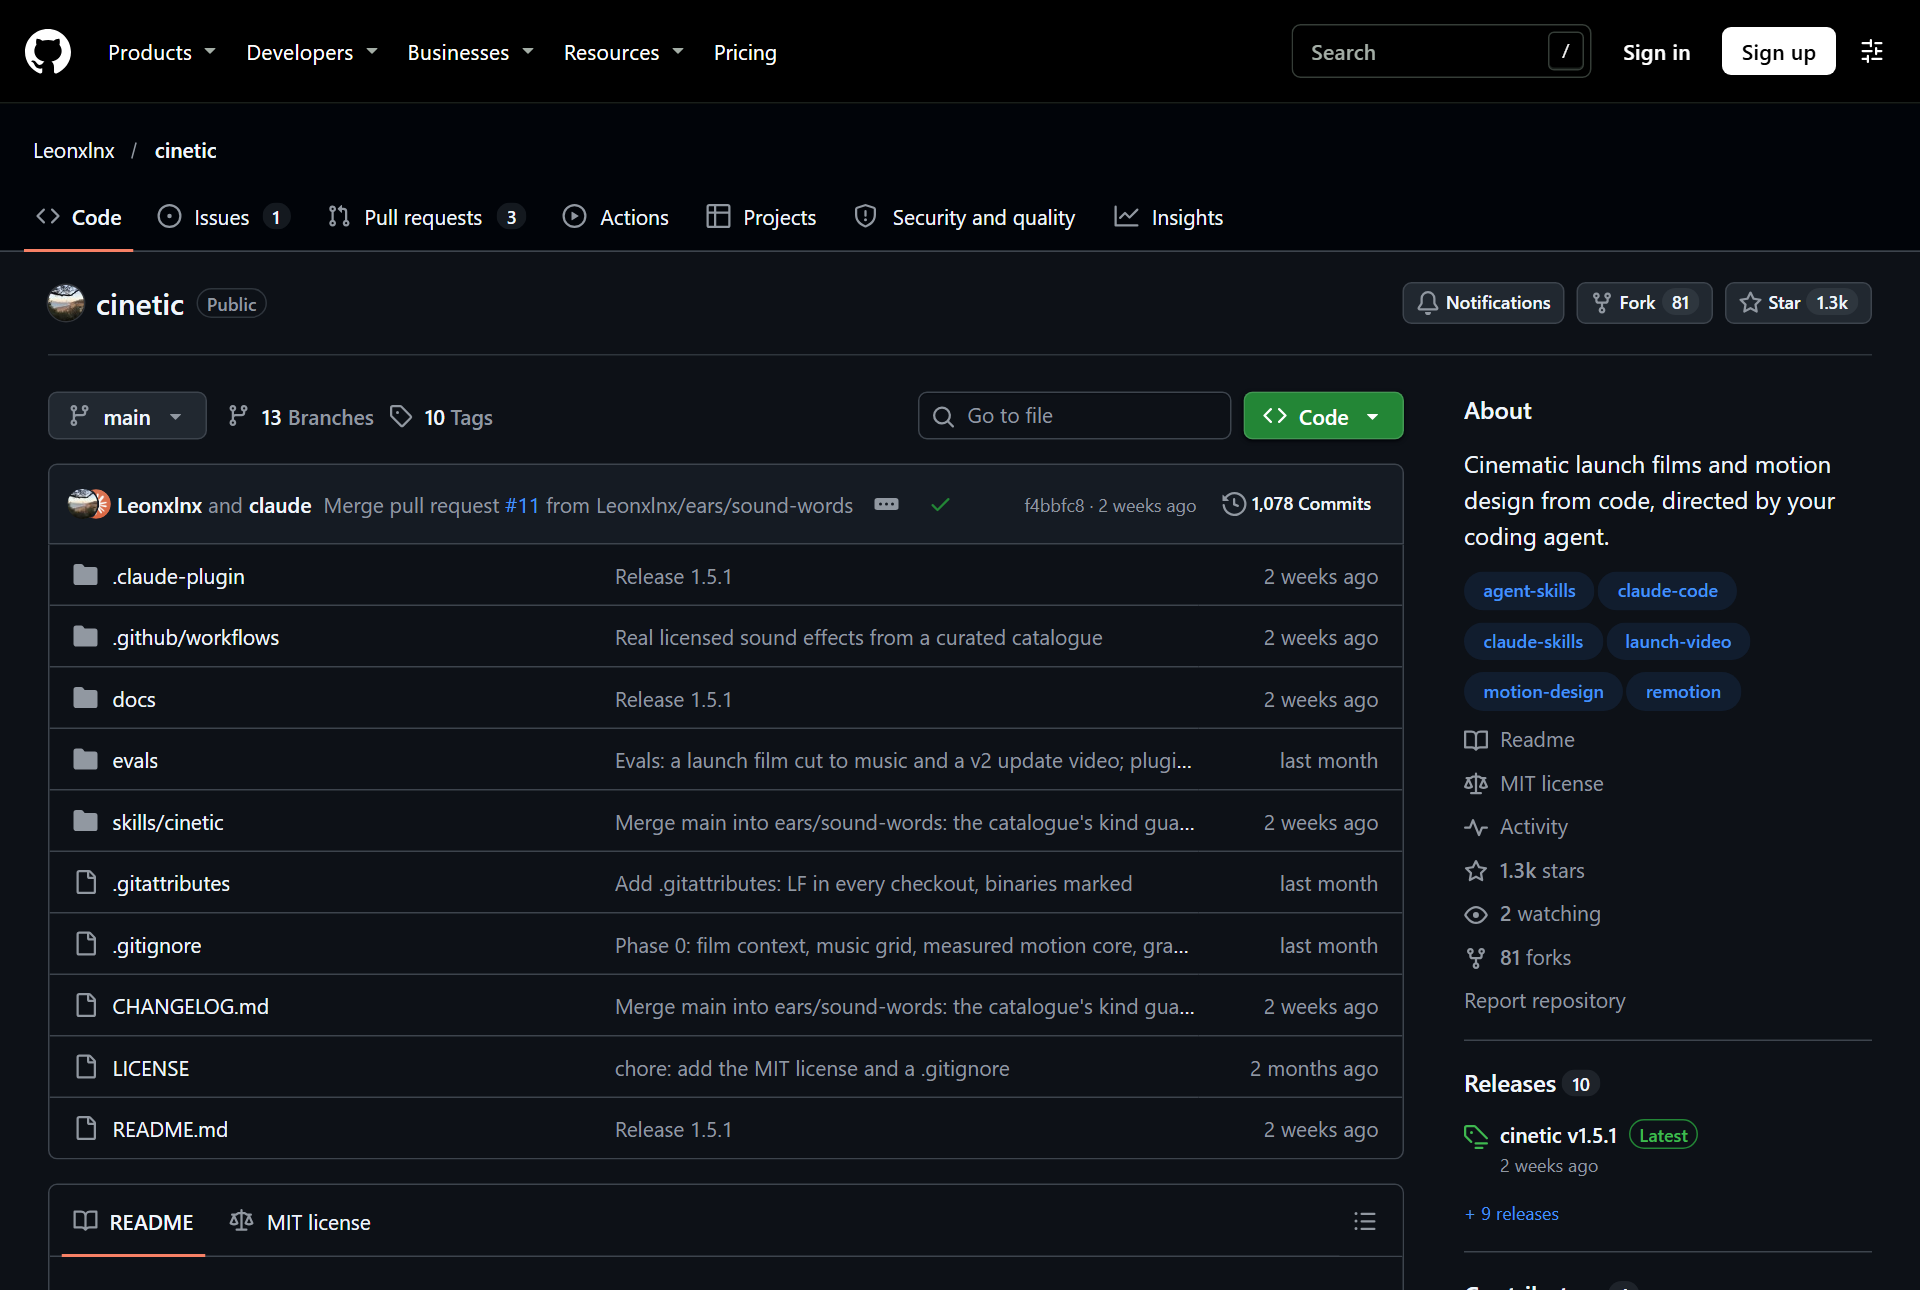 Products
Developers
Businesses
Resources
Pricing
Search
/
Sign in
Sign up
Leonxlnx / cinetic
Code
Issues 1
Pull requests 3
Actions
Projects
Security and quality
Insights
cinetic Public
Notifications
Fork 81
Star 1.3k
main
13 Branches
10 Tags
Go to file
Code
Leonxlnx and claude Merge pull request #11 from Leonxlnx/ears/sound-words
f4bbfc8 · 2 weeks ago
1,078 Commits
.claude-plugin Release 1.5.1 2 weeks ago
.github/workflows Real licensed sound effects from a curated catalogue 2 weeks ago
docs Release 1.5.1 2 weeks ago
evals Evals: a launch film cut to music and a v2 update video; plugi... last month
skills/cinetic Merge main into ears/sound-words: the catalogue's kind gua... 2 weeks ago
.gitattributes Add .gitattributes: LF in every checkout, binaries marked last month
.gitignore Phase 0: film context, music grid, measured motion core, gra... last month
CHANGELOG.md Merge main into ears/sound-words: the catalogue's kind gua... 2 weeks ago
LICENSE chore: add the MIT license and a .gitignore 2 months ago
README.md Release 1.5.1 2 weeks ago
README
MIT license
About
Cinematic launch films and motion
design from code, directed by your
coding agent.
agent-skills claude-code
claude-skills launch-video
motion-design remotion
Readme
MIT license
Activity
1.3k stars
2 watching
81 forks
Report repository
Releases 10
cinetic v1.5.1 Latest
2 weeks ago
+ 9 releases